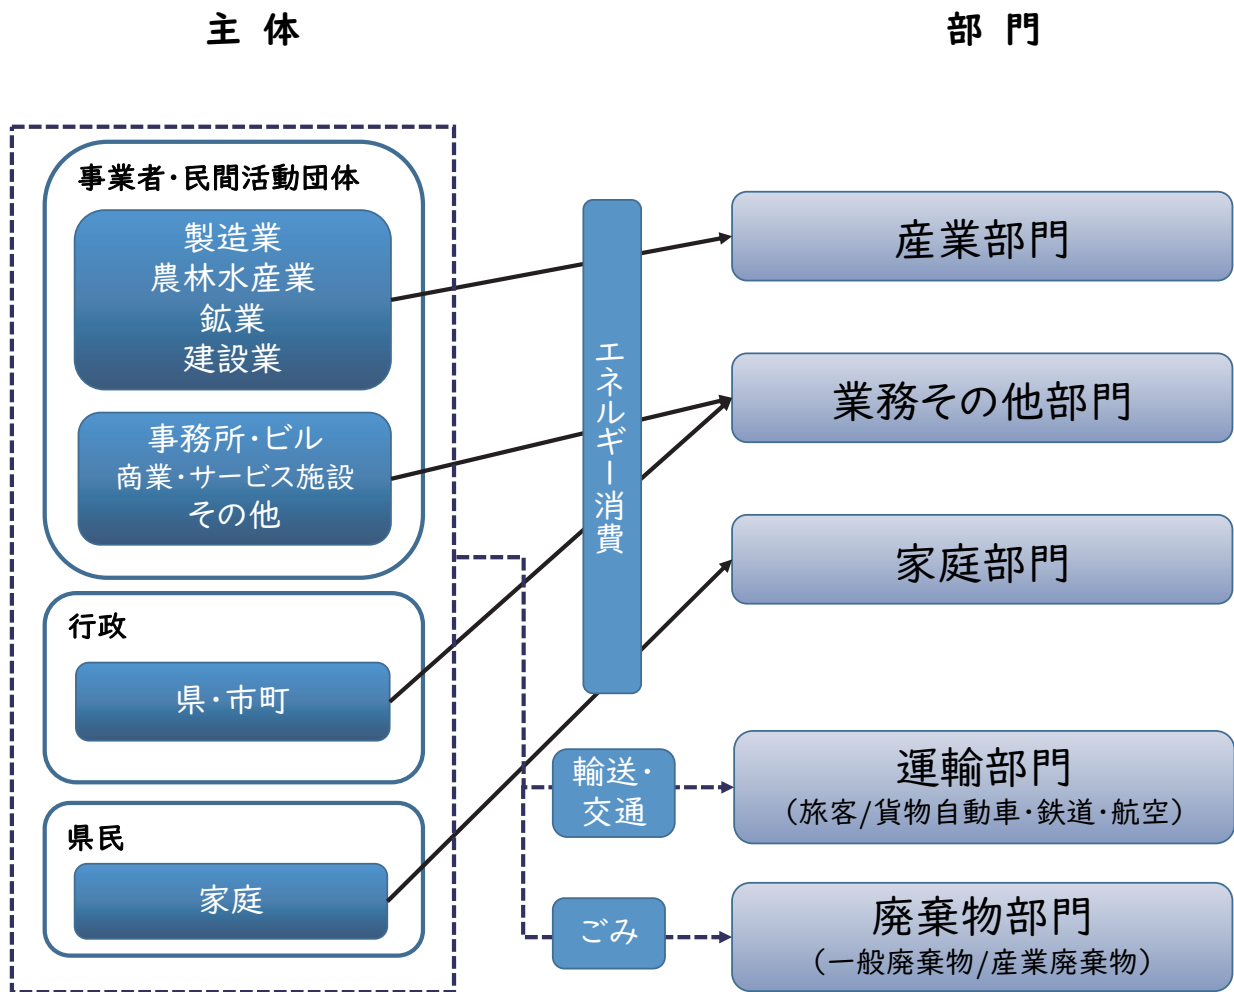 主 体
部 門
事業者・民間活動団体
製造業
農林水産業
鉱業
建設業
事務所・ビル
商業・サービス施設
その他
行政
県・市町
県民
家庭
エネルギー消費
輸送・
交通
ごみ
産業部門
業務その他部門
家庭部門
運輸部門
（旅客/貨物自動車・鉄道・航空）
廃棄物部門
（一般廃棄物/産業廃棄物）